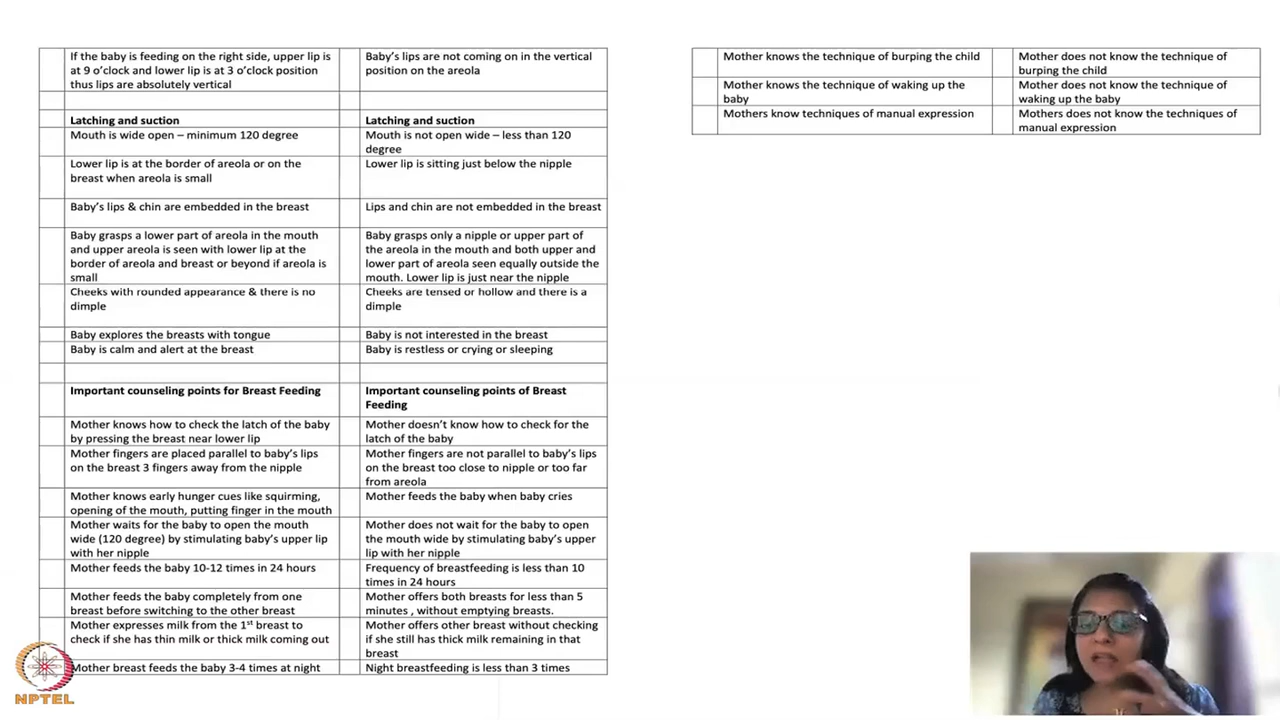 If the baby is feeding on the right side, upper lip is
at 9 o'clock and lower lip is at 3 o'clock position
thus lips are absolutely vertical
Baby's lips are not coming on in the vertical
position on the areola
Latching and suction
Latching and suction
Mouth is wide open – minimum 120 degree
Mouth is not open wide – less than 120
degree
Lower lip is at the border of areola or on the
breast when areola is small
Lower lip is sitting just below the nipple
Baby's lips & chin are embedded in the breast
Lips and chin are not embedded in the breast
Baby grasps a lower part of areola in the mouth
and upper areola is seen with lower lip at the
border of areola and breast or beyond if areola is
small
Baby grasps only a nipple or upper part of
the areola in the mouth and both upper and
lower part of areola seen equally outside the
mouth. Lower lip is just near the nipple
Cheeks with rounded appearance & there is no
dimple
Cheeks are tensed or hollow and there is a
dimple
Baby explores the breasts with tongue
Baby is not interested in the breast
Baby is calm and alert at the breast
Baby is restless or crying or sleeping
Important counseling points for Breast Feeding
Important counseling points of Breast
Feeding
Mother knows how to check the latch of the baby
by pressing the breast near lower lip
Mother doesn't know how to check for the
latch of the baby
Mother fingers are placed parallel to baby's lips
on the breast 3 fingers away from the nipple
Mother fingers are not parallel to baby's lips
on the breast too close to nipple or too far
from areola
Mother knows early hunger cues like squirming,
opening of the mouth, putting finger in the mouth
Mother feeds the baby when baby cries
Mother waits for the baby to open the mouth
wide (120 degree) by stimulating baby's upper lip
with her nipple
Mother does not wait for the baby to open
the mouth wide by stimulating baby's upper
lip with her nipple
Mother feeds the baby 10-12 times in 24 hours
Frequency of breastfeeding is less than 10
times in 24 hours
Mother feeds the baby completely from one
breast before switching to the other breast
Mother offers both breasts for less than 5
minutes , without emptying breasts.
Mother expresses milk from the 1st breast to
check if she has thin milk or thick milk coming out
Mother offers other breast without checking
if she still has thick milk remaining in that
breast
Mother breast feeds the baby 3-4 times at night
Night breastfeeding is less than 3 times
Mother knows the technique of burping the child
Mother does not know the technique of
burping the child
Mother knows the technique of waking up the
baby
Mother does not know the technique of
waking up the baby
Mothers know techniques of manual expression
Mothers does not know the techniques of
manual expression
NPTEL